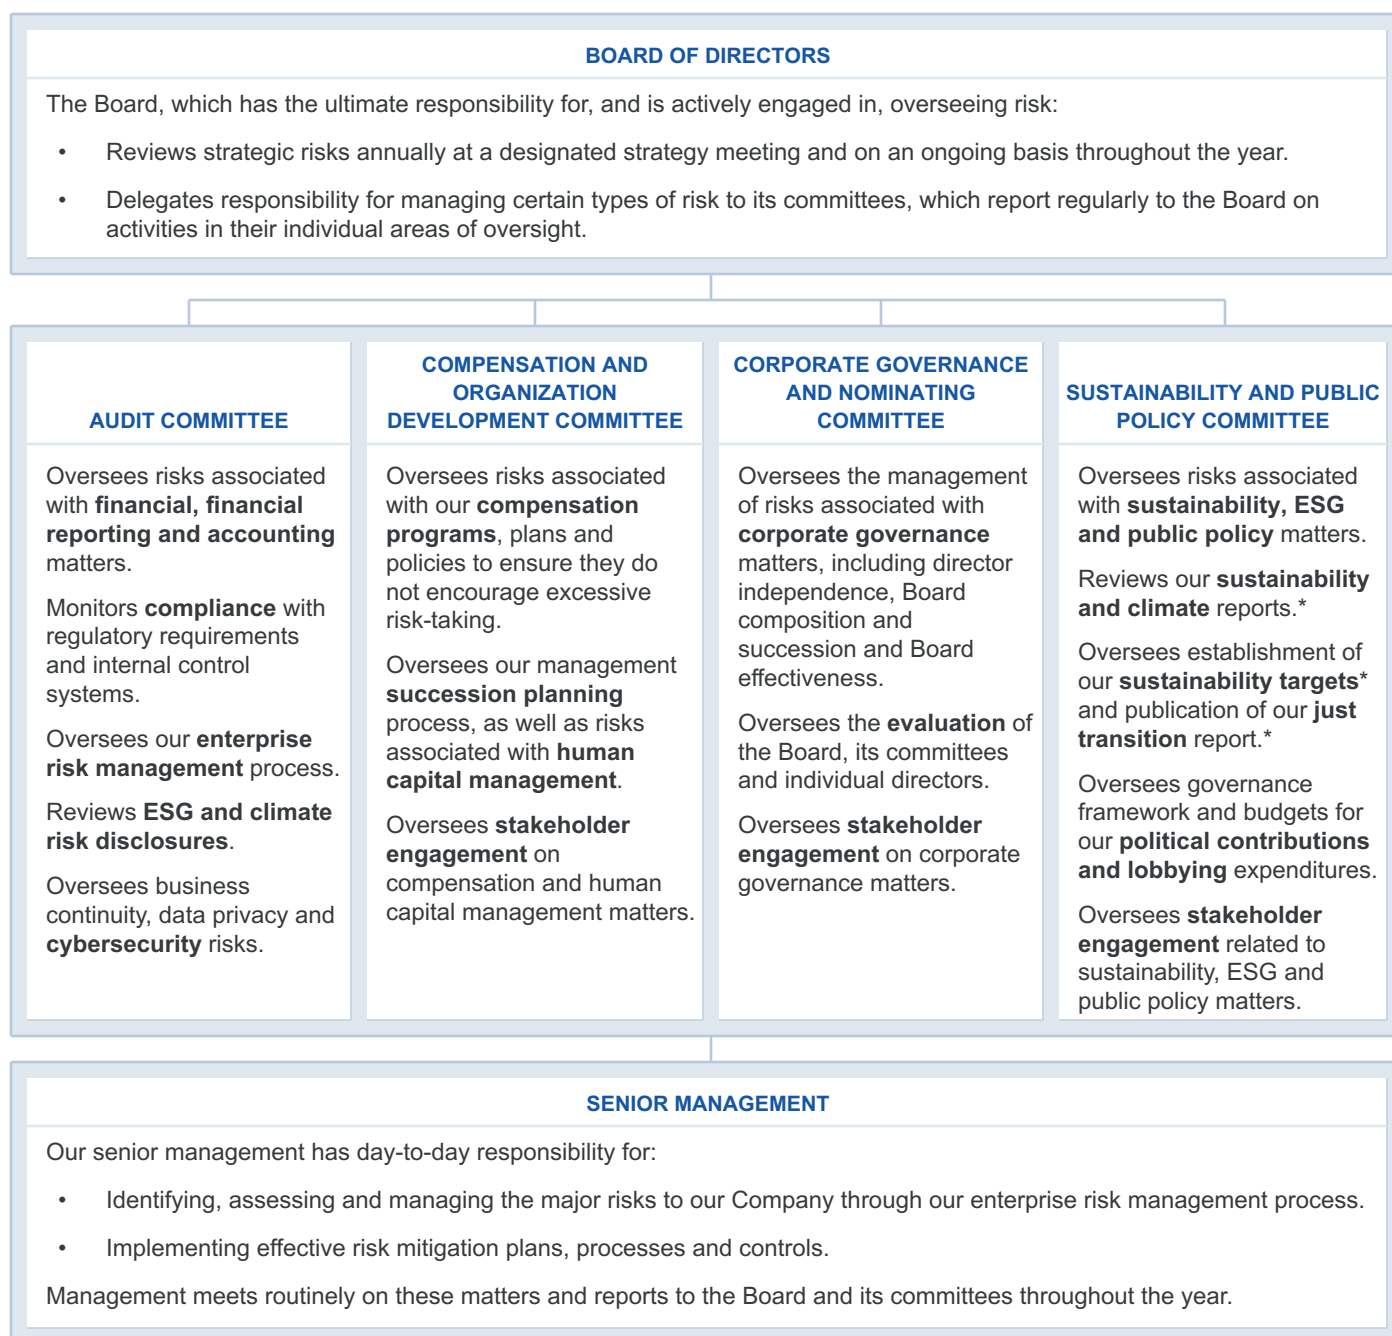 BOARD OF DIRECTORS
The Board, which has the ultimate responsibility for, and is actively engaged in, overseeing risk:
• Reviews strategic risks annually at a designated strategy meeting and on an ongoing basis throughout the year.
• Delegates responsibility for managing certain types of risk to its committees, which report regularly to the Board on
activities in their individual areas of oversight.
AUDIT COMMITTEE
Oversees risks associated
with financial, financial
reporting and accounting
matters.
Monitors compliance with
regulatory requirements
and internal control
systems.
Oversees our enterprise
risk management process.
Reviews ESG and climate
risk disclosures.
Oversees business
continuity, data privacy and
cybersecurity risks.
COMPENSATION AND
ORGANIZATION
DEVELOPMENT COMMITTEE
Oversees risks associated
with our compensation
programs, plans and
policies to ensure they do
not encourage excessive
risk-taking.
Oversees our management
succession planning
process, as well as risks
associated with human
capital management.
Oversees stakeholder
engagement on
compensation and human
capital management matters.
CORPORATE GOVERNANCE
AND NOMINATING
COMMITTEE
Oversees the management
of risks associated with
corporate governance
matters, including director
independence, Board
composition and
succession and Board
effectiveness.
Oversees the evaluation of
the Board, its committees
and individual directors.
Oversees stakeholder
engagement on corporate
governance matters.
SUSTAINABILITY AND PUBLIC
POLICY COMMITTEE
Oversees risks associated
with sustainability, ESG
and public policy matters.
Reviews our sustainability
and climate reports.*
Oversees establishment of
our sustainability targets*
and publication of our just
transition report.*
Oversees governance
framework and budgets for
our political contributions
and lobbying expenditures.
Oversees stakeholder
engagement related to
sustainability, ESG and
public policy matters.
SENIOR MANAGEMENT
Our senior management has day-to-day responsibility for:
• Identifying, assessing and managing the major risks to our Company through our enterprise risk management process.
• Implementing effective risk mitigation plans, processes and controls.
Management meets routinely on these matters and reports to the Board and its committees throughout the year.